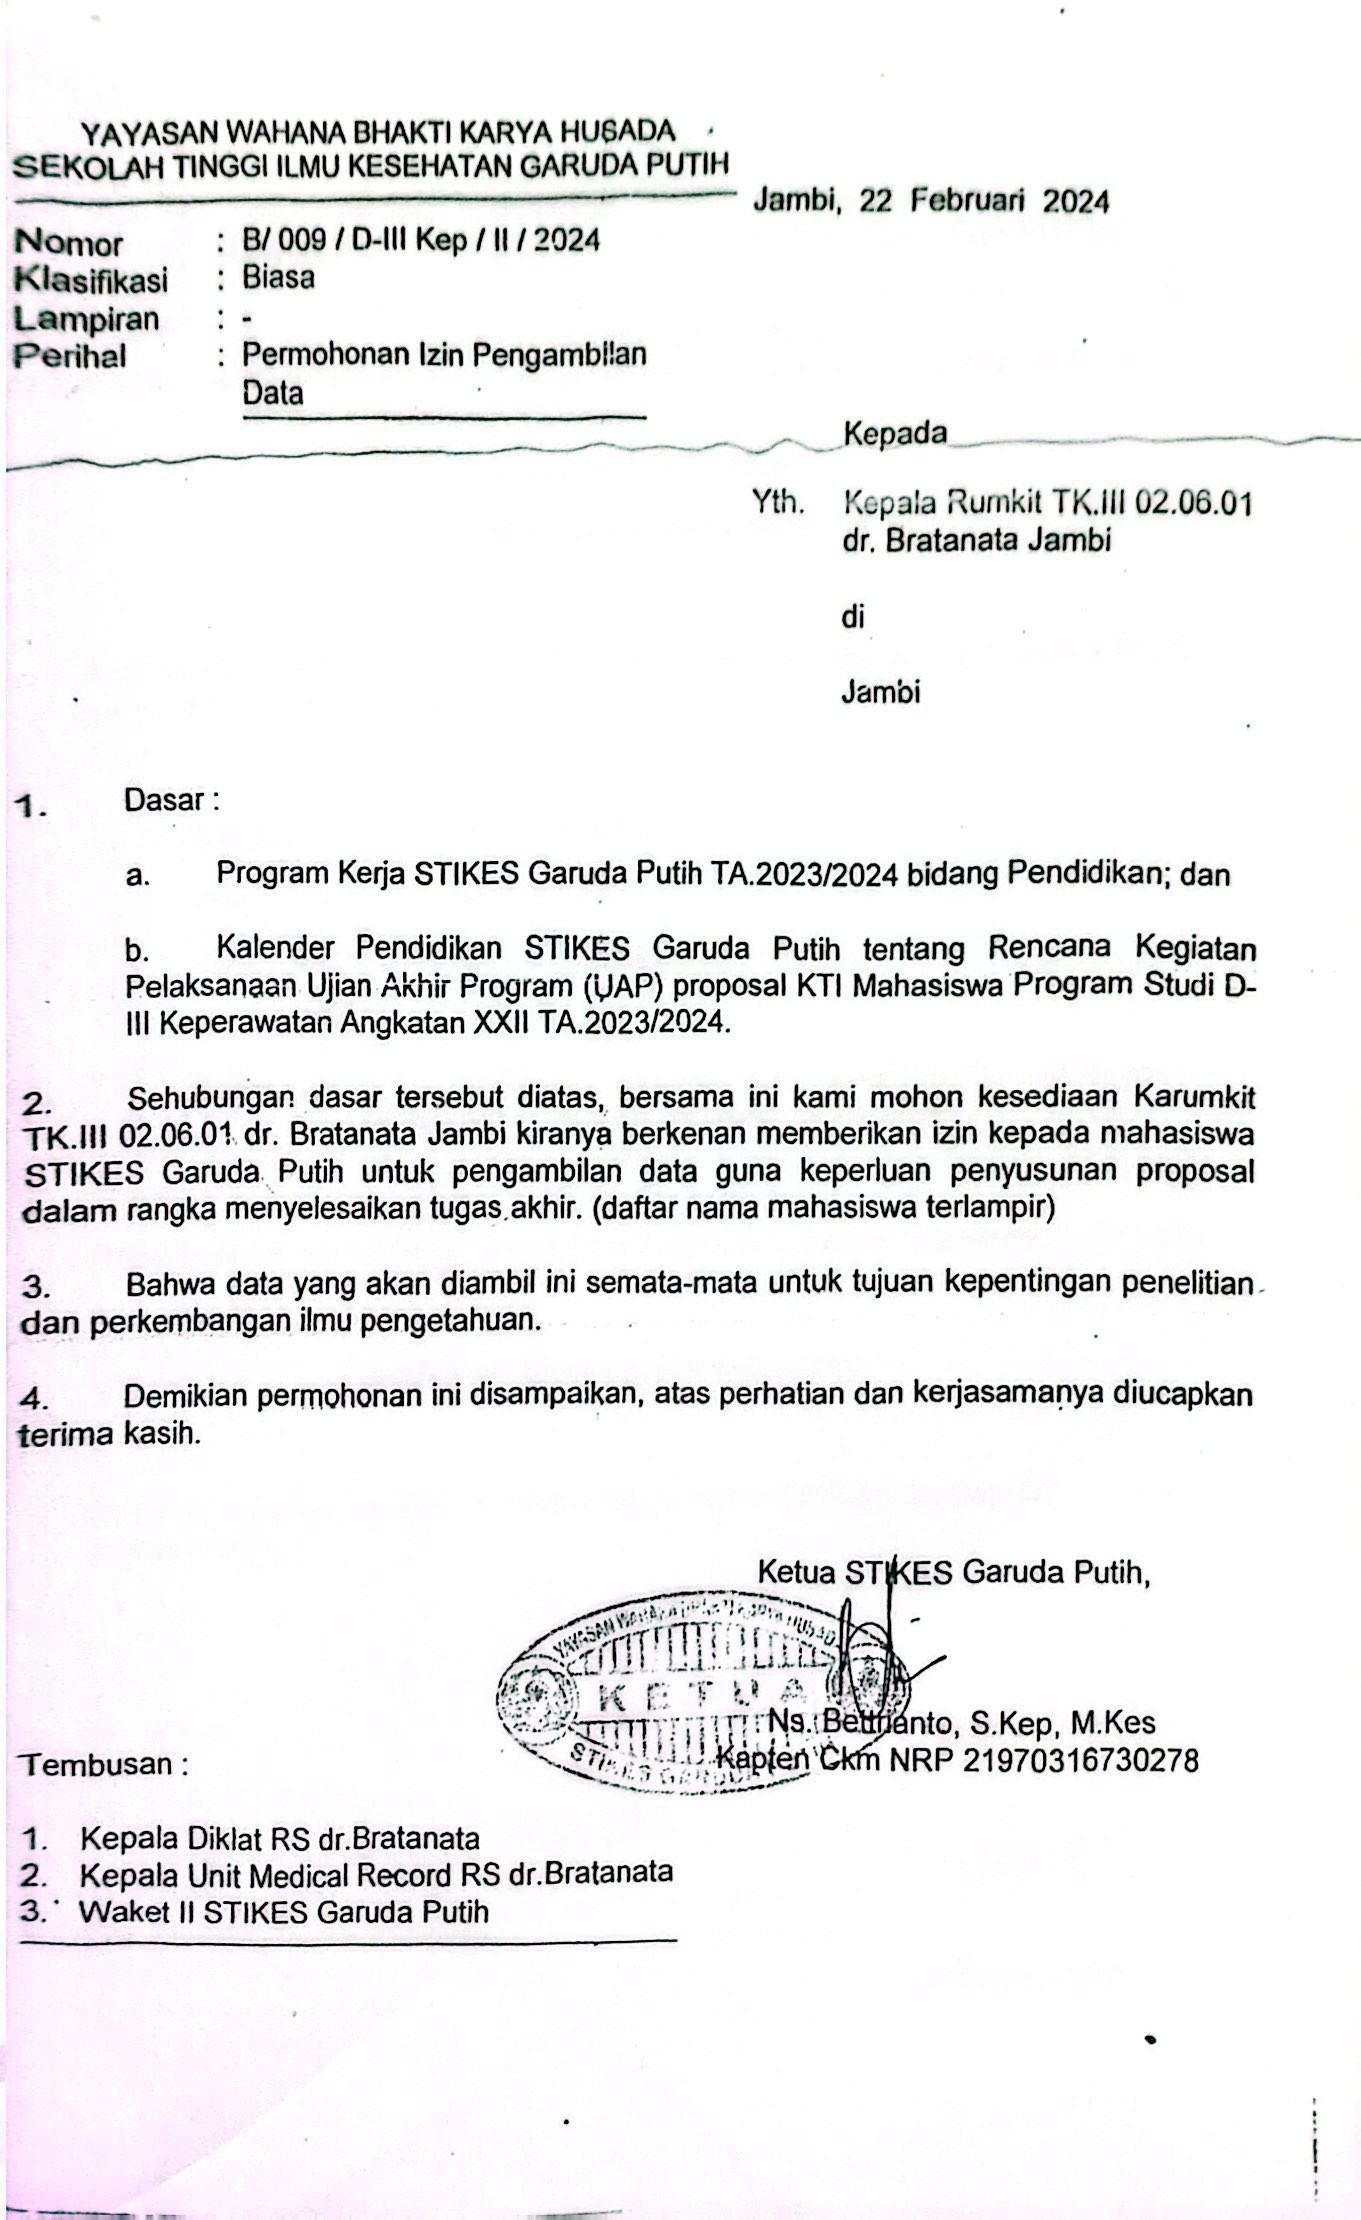 YAYASAN WAHANA BHAKTI KARYA HUSADA
SEKOLAH TINGGI ILMU KESEHATAN GARUDA PUTIH
Jambi, 22 Februari 2024
Nomor : B/ 009 / D-III Kep / II / 2024
Klasifikasi : Biasa
Lampiran : -
Perihal : Permohonan Izin Pengambilan
Data
Kepada
Yth. Kepala Rumkit TK.III 02.06.01
dr. Bratanata Jambi
di
Jambi
1. Dasar :
a. Program Kerja STIKES Garuda Putih TA.2023/2024 bidang Pendidikan; dan
b. Kalender Pendidikan STIKES Garuda Putih tentang Rencana Kegiatan
Pelaksanaan Ujian Akhir Program (UAP) proposal KTI Mahasiswa Program Studi D-
III Keperawatan Angkatan XXII TA.2023/2024.
2. Sehubungan dasar tersebut diatas, bersama ini kami mohon kesediaan Karumkit
TK.III 02.06.01 dr. Bratanata Jambi kiranya berkenan memberikan izin kepada mahasiswa
STIKES Garuda Putih untuk pengambilan data guna keperluan penyusunan proposal
dalam rangka menyelesaikan tugas akhir. (daftar nama mahasiswa terlampir)
3. Bahwa data yang akan diambil ini semata-mata untuk tujuan kepentingan penelitian
dan perkembangan ilmu pengetahuan.
4. Demikian permohonan ini disampaikan, atas perhatian dan kerjasamanya diucapkan
terima kasih.
Ketua STIKES Garuda Putih,
YAYASAN WAHANA BHAKTI KARYA HUSADA
KETUA
STIKES GARUDA
Ns. Bettrianto, S.Kep, M.Kes
Kapten Ckm NRP 21970316730278
Tembusan :
1. Kepala Diklat RS dr.Bratanata
2. Kepala Unit Medical Record RS dr.Bratanata
3. Waket II STIKES Garuda Putih